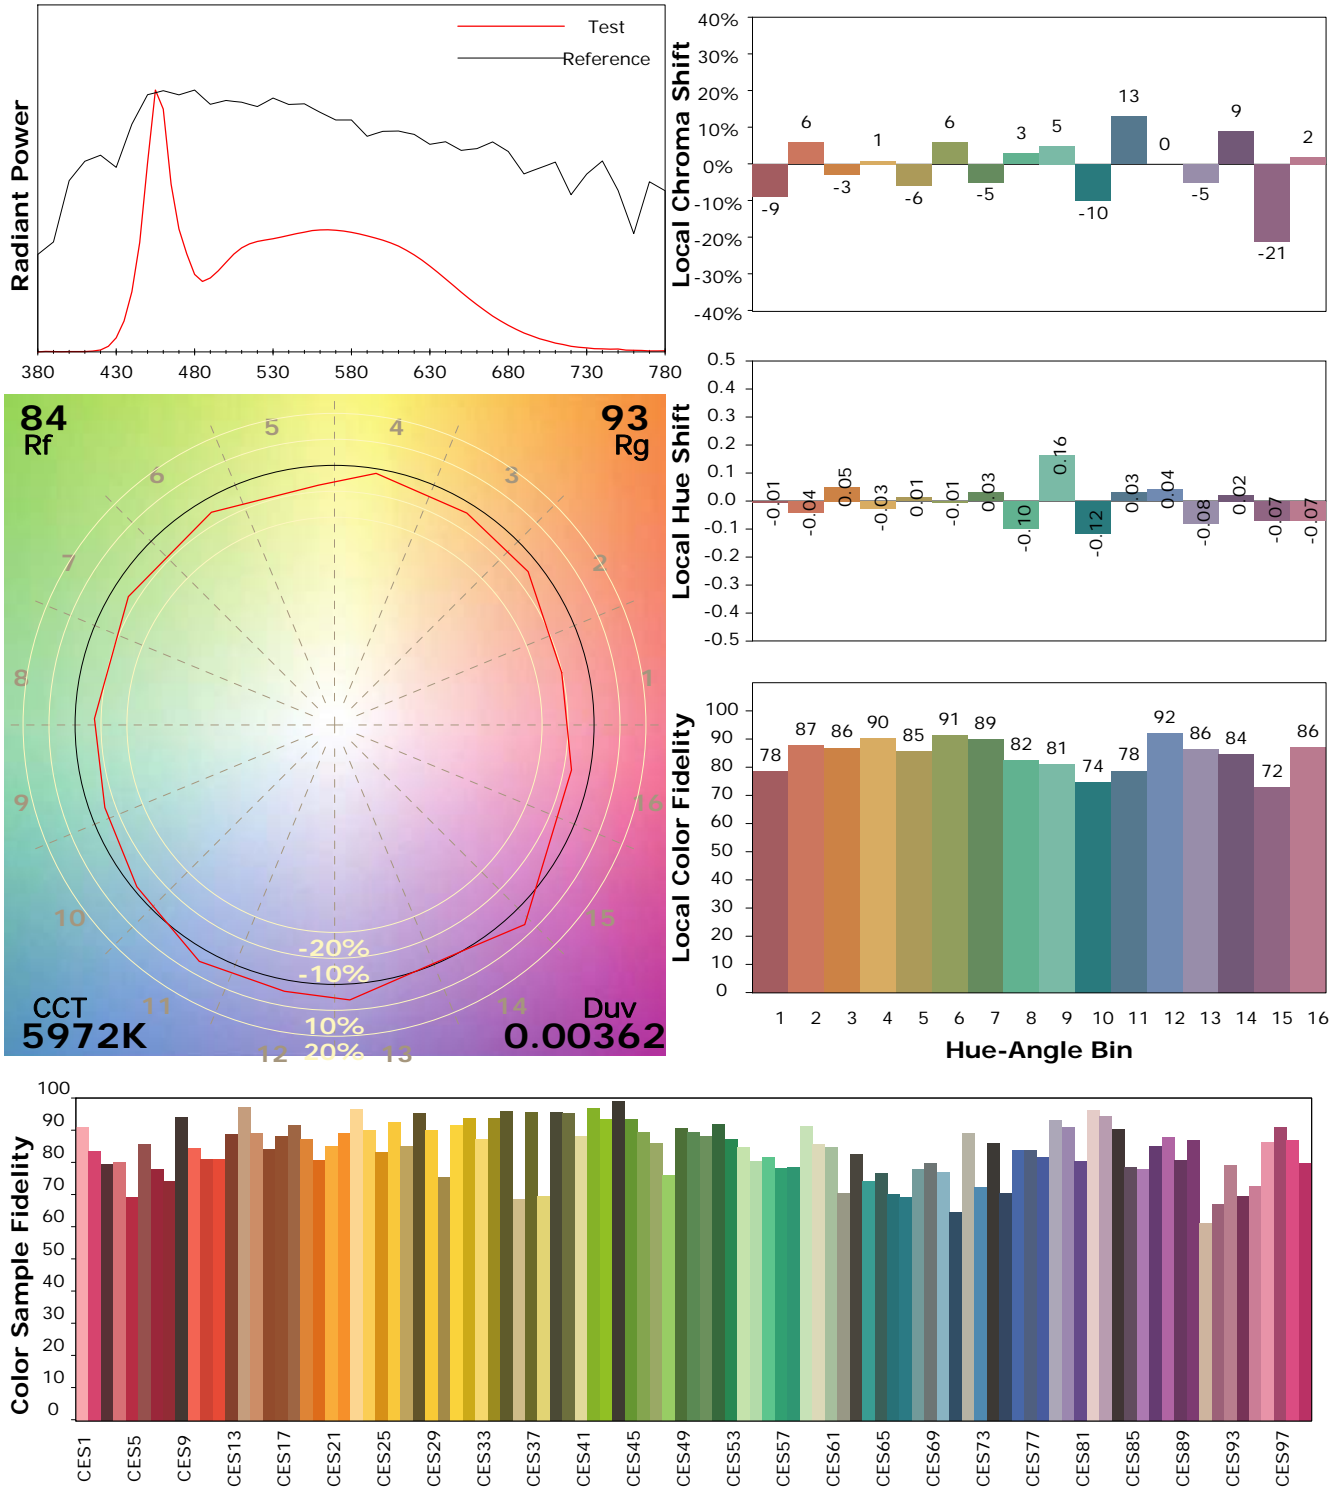 Test
Reference
Radiant Power
380 430 480 530 580 630 680 730 780
Local Chroma Shift
40%
30%
20%
10%
0%
-10%
-20%
-30%
-40%
-9 6 -3 1 -6 6 -5 3 5 -10 13 0 -5 9 -21 2
Local Hue Shift
0.5
0.4
0.3
0.2
0.1
0.0
-0.1
-0.2
-0.3
-0.4
-0.5
-0.01 -0.04 0.05 -0.03 0.01 -0.01 0.03 -0.10 0.16 -0.12 0.03 0.04 -0.08 0.02 -0.07 -0.07
84
Rf
93
Rg
1 2 3 4 5 6 7 8 9 10 11 12 13 14 15 16
-20%
-10%
10%
20%
CCT
5972K
Duv
0.00362
Local Color Fidelity
100
90
80
70
60
50
40
30
20
10
0
78 87 86 90 85 91 89 82 81 74 78 92 86 84 72 86
1 2 3 4 5 6 7 8 9 10 11 12 13 14 15 16
Hue-Angle Bin
Color Sample Fidelity
100
90
80
70
60
50
40
30
20
10
0
CES1 CES5 CES9 CES13 CES17 CES21 CES25 CES29 CES33 CES37 CES41 CES45 CES49 CES53 CES57 CES61 CES65 CES69 CES73 CES77 CES81 CES85 CES89 CES93 CES97